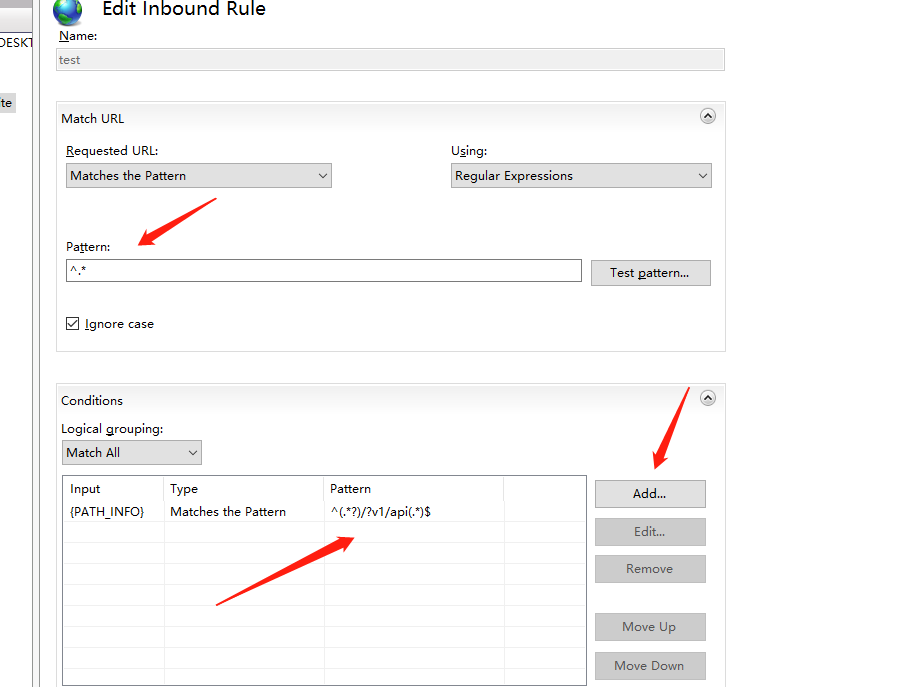 Edit Inbound Rule
Name:
DESKT
test
ite
Match URL
Requested URL: Using:
Matches the Pattern Regular Expressions
Pattern:
^.* Test pattern...
Ignore case
Conditions
Logical grouping:
Match All
Input Type Pattern Add...
{PATH_INFO} Matches the Pattern ^(.*?)/?v1/api(.*)$
Edit...
Remove
Move Up
Move Down